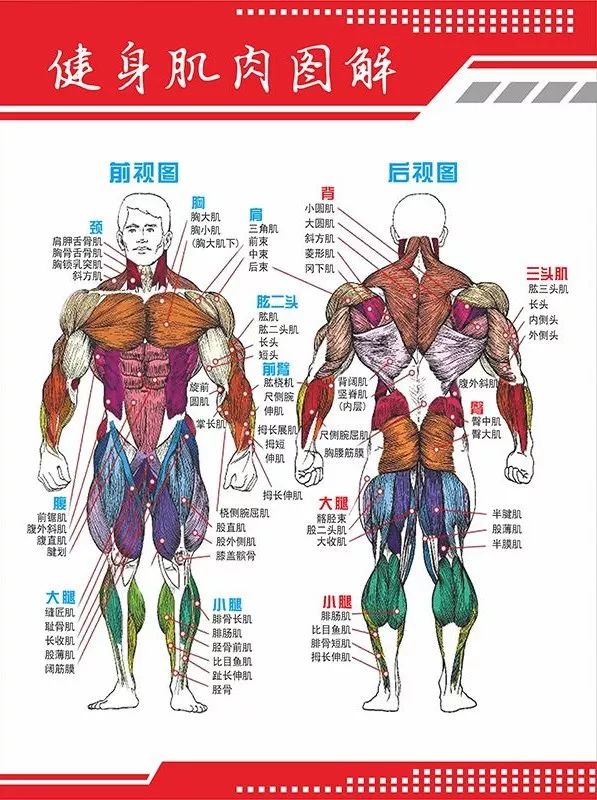 健身肌肉图解
前视图
颈
肩胛舌骨肌
胸骨舌骨肌
胸锁乳突肌
斜方肌
胸
胸大肌
胸小肌
(胸大肌下)
肩
三角肌
前束
中束
后束
肱二头
肱肌
肱二头肌
长头
短头
前臂
肱桡机
尺侧腕
伸肌
拇长展肌
拇短
伸肌
拇长伸肌
旋前
圆肌
掌长肌
腹
前锯肌
腹外斜肌
腹直肌
腱划
桡侧腕屈肌
股直肌
股外侧肌
膝盖髌骨
大腿
缝匠肌
耻骨肌
长收肌
股薄肌
阔筋膜
小腿
腓骨长肌
腓肠肌
胫骨前肌
比目鱼肌
趾长伸肌
胫骨
后视图
背
小圆肌
大圆肌
斜方肌
菱形肌
冈下肌
三头肌
肱三头肌
长头
内侧头
外侧头
背阔肌
竖脊肌
(内层)
腹外斜肌
臀
臀中肌
臀大肌
尺侧腕屈肌
胸腰筋膜
大腿
髂胫束
股二头肌
大收肌
半腱肌
股薄肌
半膜肌
小腿
腓肠肌
比目鱼肌
腓骨短肌
拇长伸肌